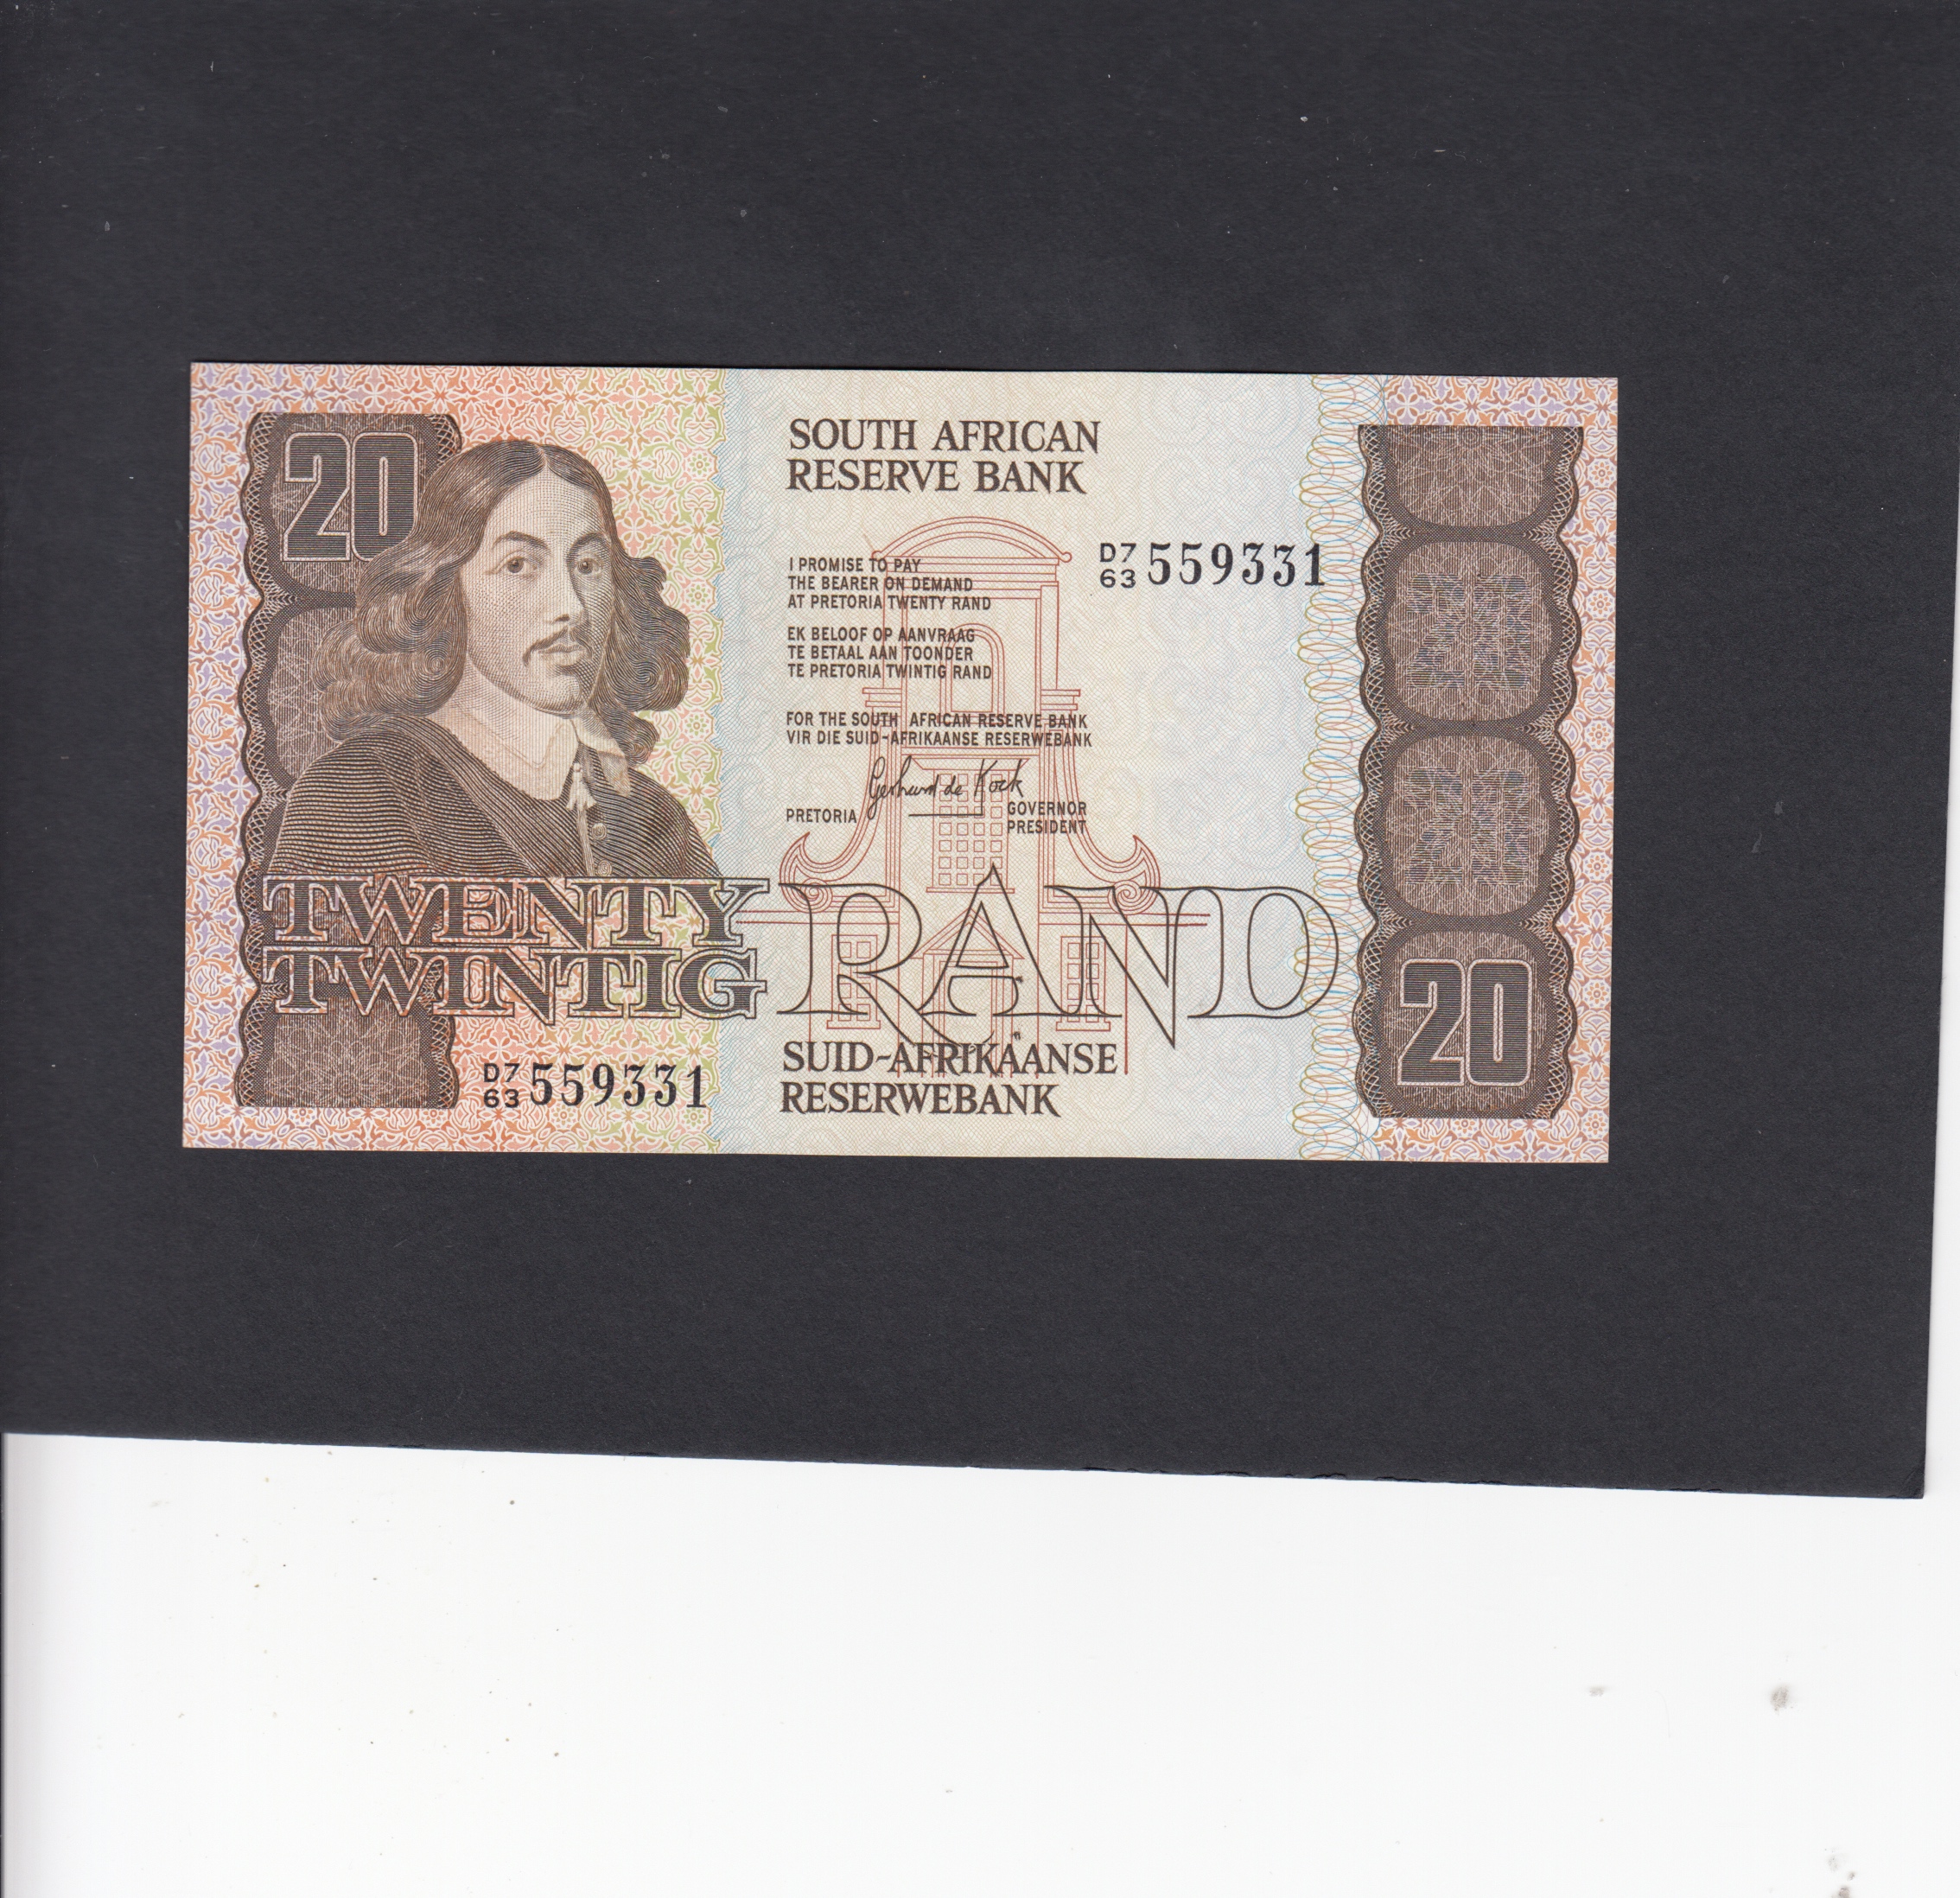 20
SOUTH AFRICAN
RESERVE BANK
D7
63 559331
I PROMISE TO PAY
THE BEARER ON DEMAND
AT PRETORIA TWENTY RAND
EK BELOOF OP AANVRAAG
TE BETAAL AAN TOONDER
TE PRETORIA TWINTIG RAND
FOR THE SOUTH AFRICAN RESERVE BANK
VIR DIE SUID-AFRIKAANSE RESERWEBANK
Gerhard de Kock
PRETORIA
GOVERNOR
PRESIDENT
TWENTY
TWINTIG
RAND
20
SUID-AFRIKAANSE
RESERWEBANK
D7
63 559331